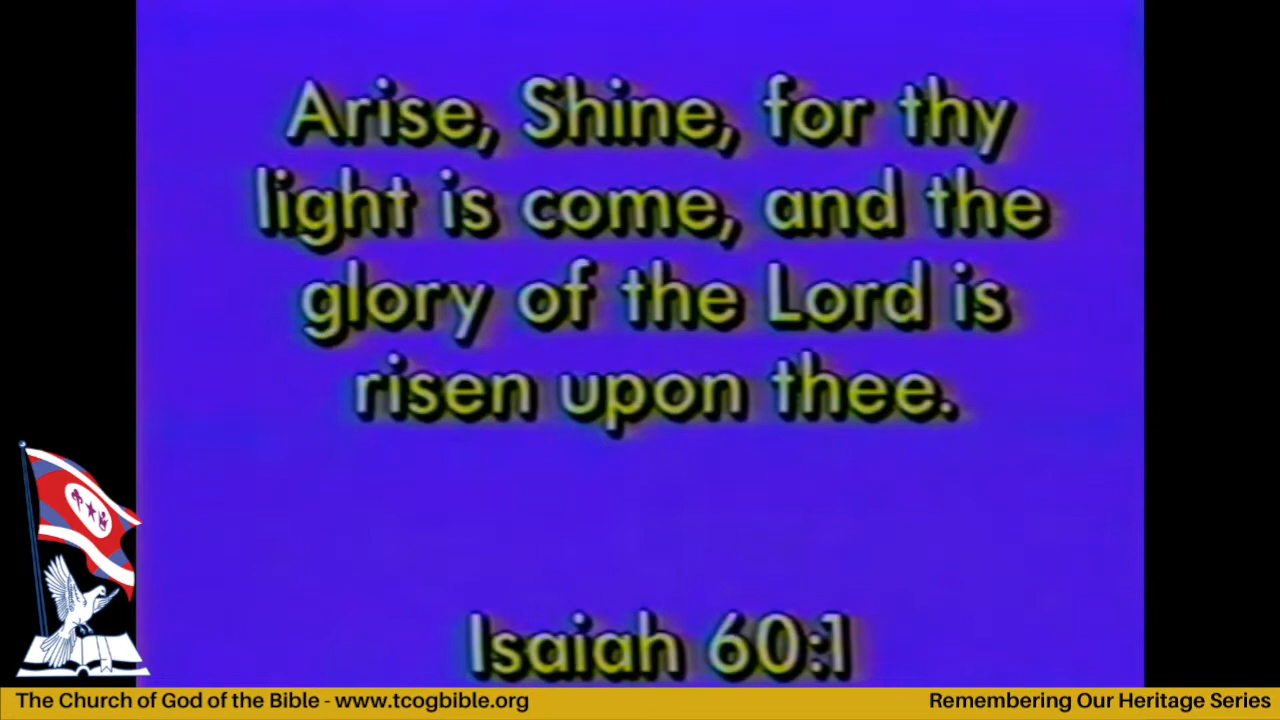 Arise, Shine, for thy
light is come, and the
glory of the Lord is
risen upon thee.
Isaiah 60:1
The Church of God of the Bible - www.tcogbible.org
Remembering Our Heritage Series